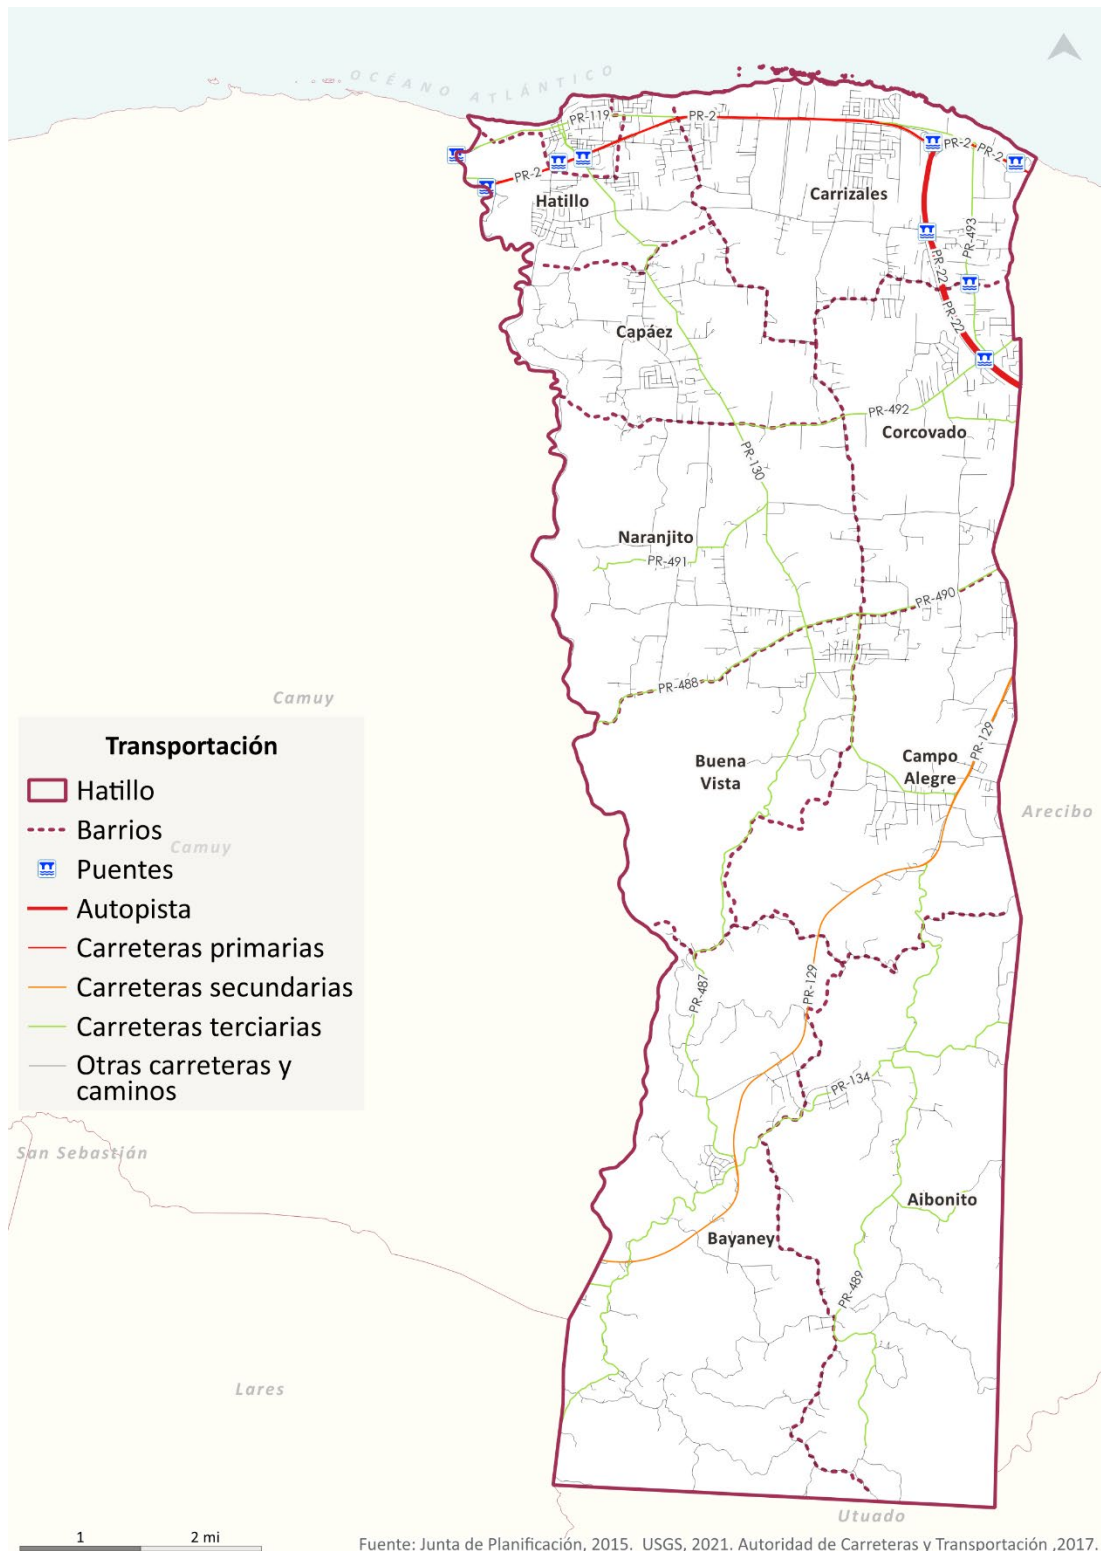 OCÉANO ATLÁNTICO
PR-119
PR-2
PR-2
PR-2
PR-2
Hatillo
Carrizales
PR-493
PR-22
PR-22
Capáez
PR-492
Corcovado
PR-130
Naranjito
PR-491
PR-490
PR-488
Camuy
PR-129
Buena
Vista
Campo
Alegre
Arecibo
Transportación
Hatillo
Barrios
Camuy
Puentes
Autopista
Carreteras primarias
Carreteras secundarias
Carreteras terciarias
Otras carreteras y
caminos
PR-487
PR-129
PR-134
San Sebastián
Aibonito
Bayaney
PR-489
Lares
Utuado
1 2 mi
Fuente: Junta de Planificación, 2015. USGS, 2021. Autoridad de Carreteras y Transportación ,2017.